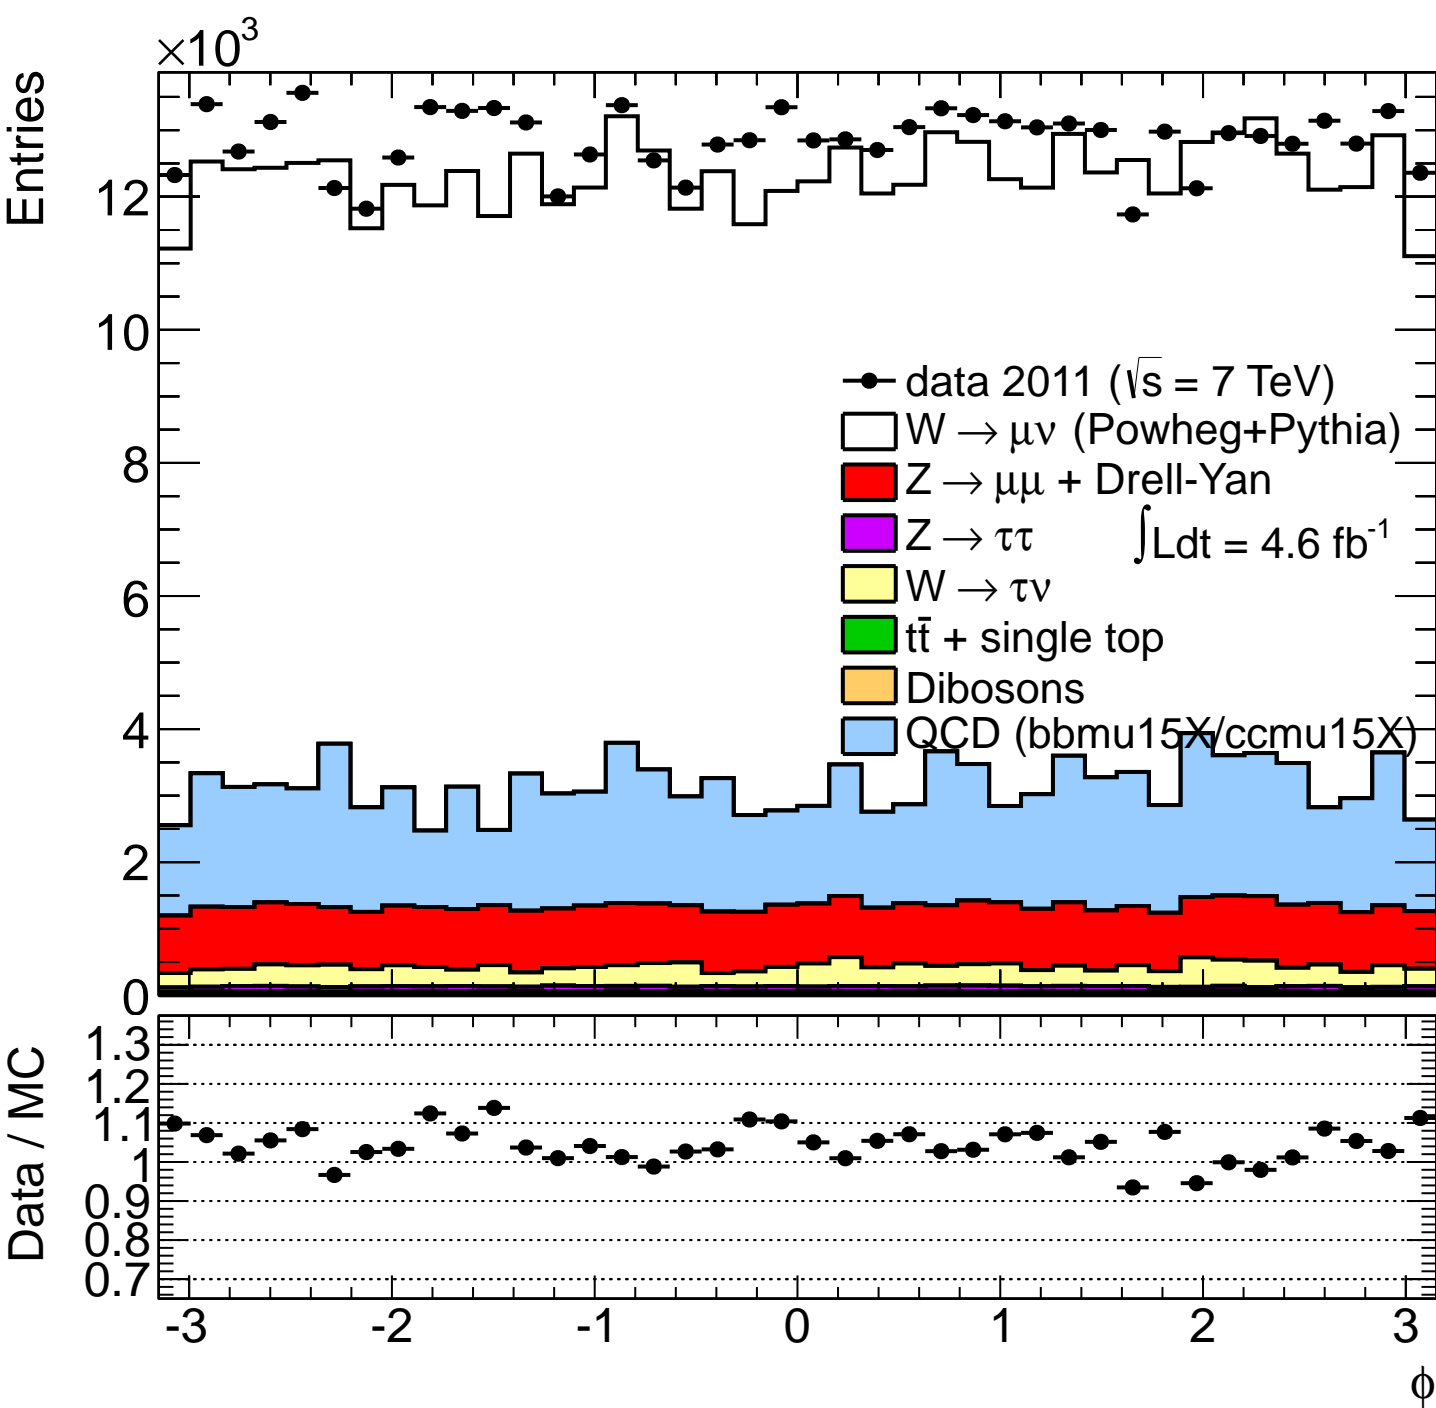 ×10³
Entries
12
10
8
6
4
2
0
data 2011 (√s = 7 TeV)
W → μν (Powheg+Pythia)
Z → μμ + Drell-Yan
Z → ττ
∫Ldt = 4.6 fb⁻¹
W → τν
tt̄ + single top
Dibosons
QCD (bbmu15X/ccmu15X)
Data / MC
1.3
1.2
1.1
1
0.9
0.8
0.7
-3 -2 -1 0 1 2 3
ϕ